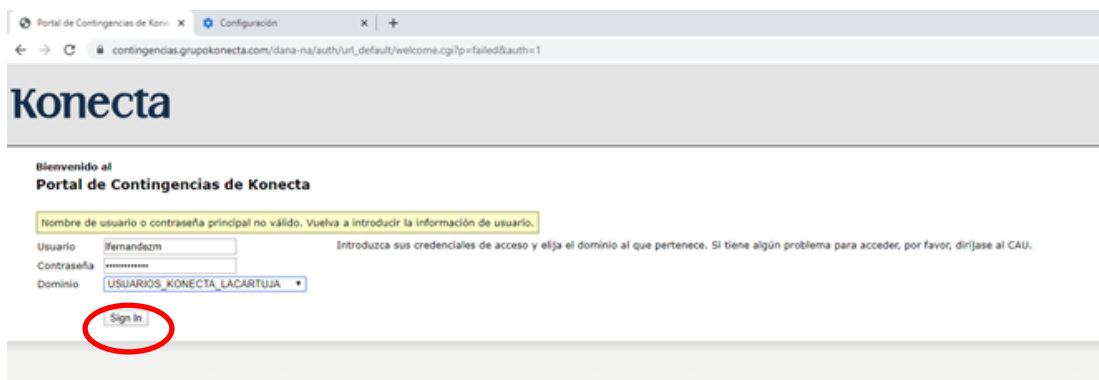 Portal de Contingencias de Kone
Configuración
contingencias.grupokonecta.com/dana-na/auth/url_default/welcome.cgi?p=failed&auth=1
Konecta
Bienvenido al
Portal de Contingencias de Konecta
Nombre de usuario o contraseña principal no válido. Vuelva a introducir la información de usuario.
Usuario lfernandezm Introduzca sus credenciales de acceso y elija el dominio al que pertenece. Si tiene algún problema para acceder, por favor, diríjase al CAU.
Contraseña
Dominio USUARIOS_KONECTA_LACARTUJA
Sign In